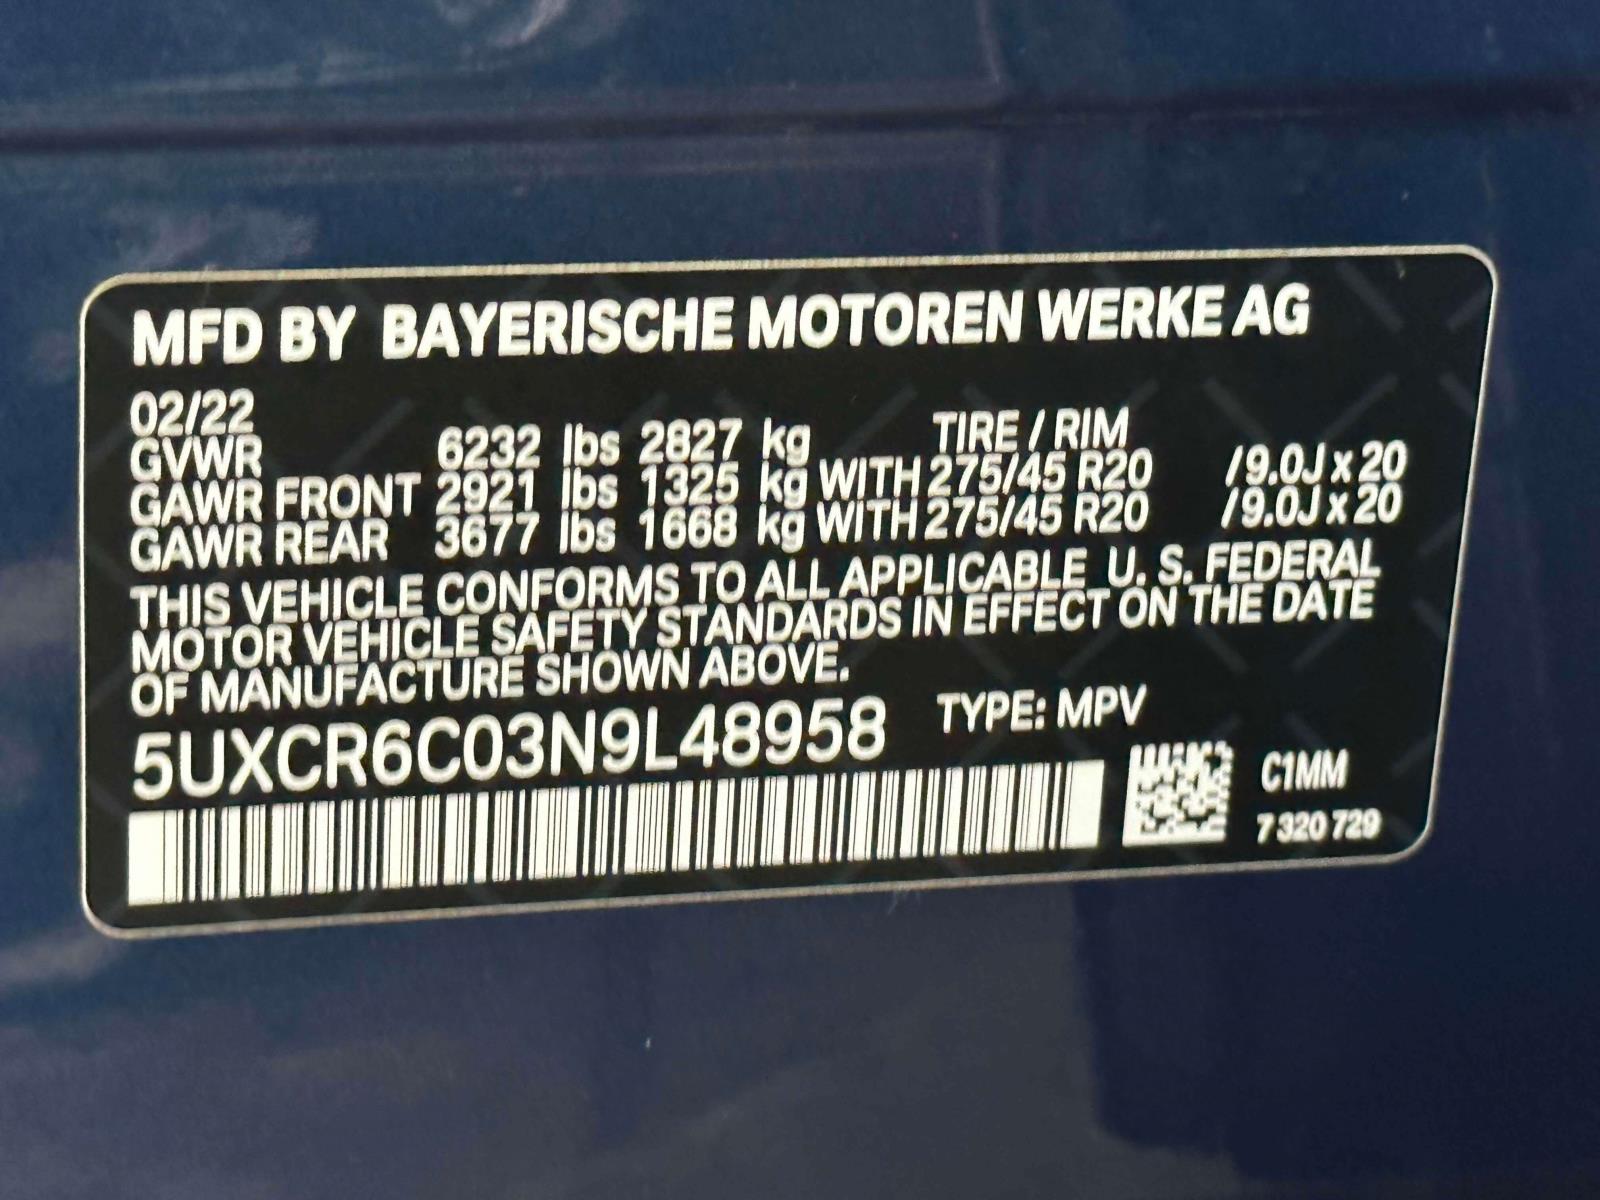 MFD BY BAYERISCHE MOTOREN WERKE AG
02/22
GVWR 6232 lbs 2827 kg TIRE / RIM
GAWR FRONT 2921 lbs 1325 kg WITH 275/45 R20 /9.0J x 20
GAWR REAR 3677 lbs 1668 kg WITH 275/45 R20 /9.0J x 20
THIS VEHICLE CONFORMS TO ALL APPLICABLE U. S. FEDERAL
MOTOR VEHICLE SAFETY STANDARDS IN EFFECT ON THE DATE
OF MANUFACTURE SHOWN ABOVE.
5UXCR6C03N9L48958 TYPE: MPV
C1MM
7 320 729